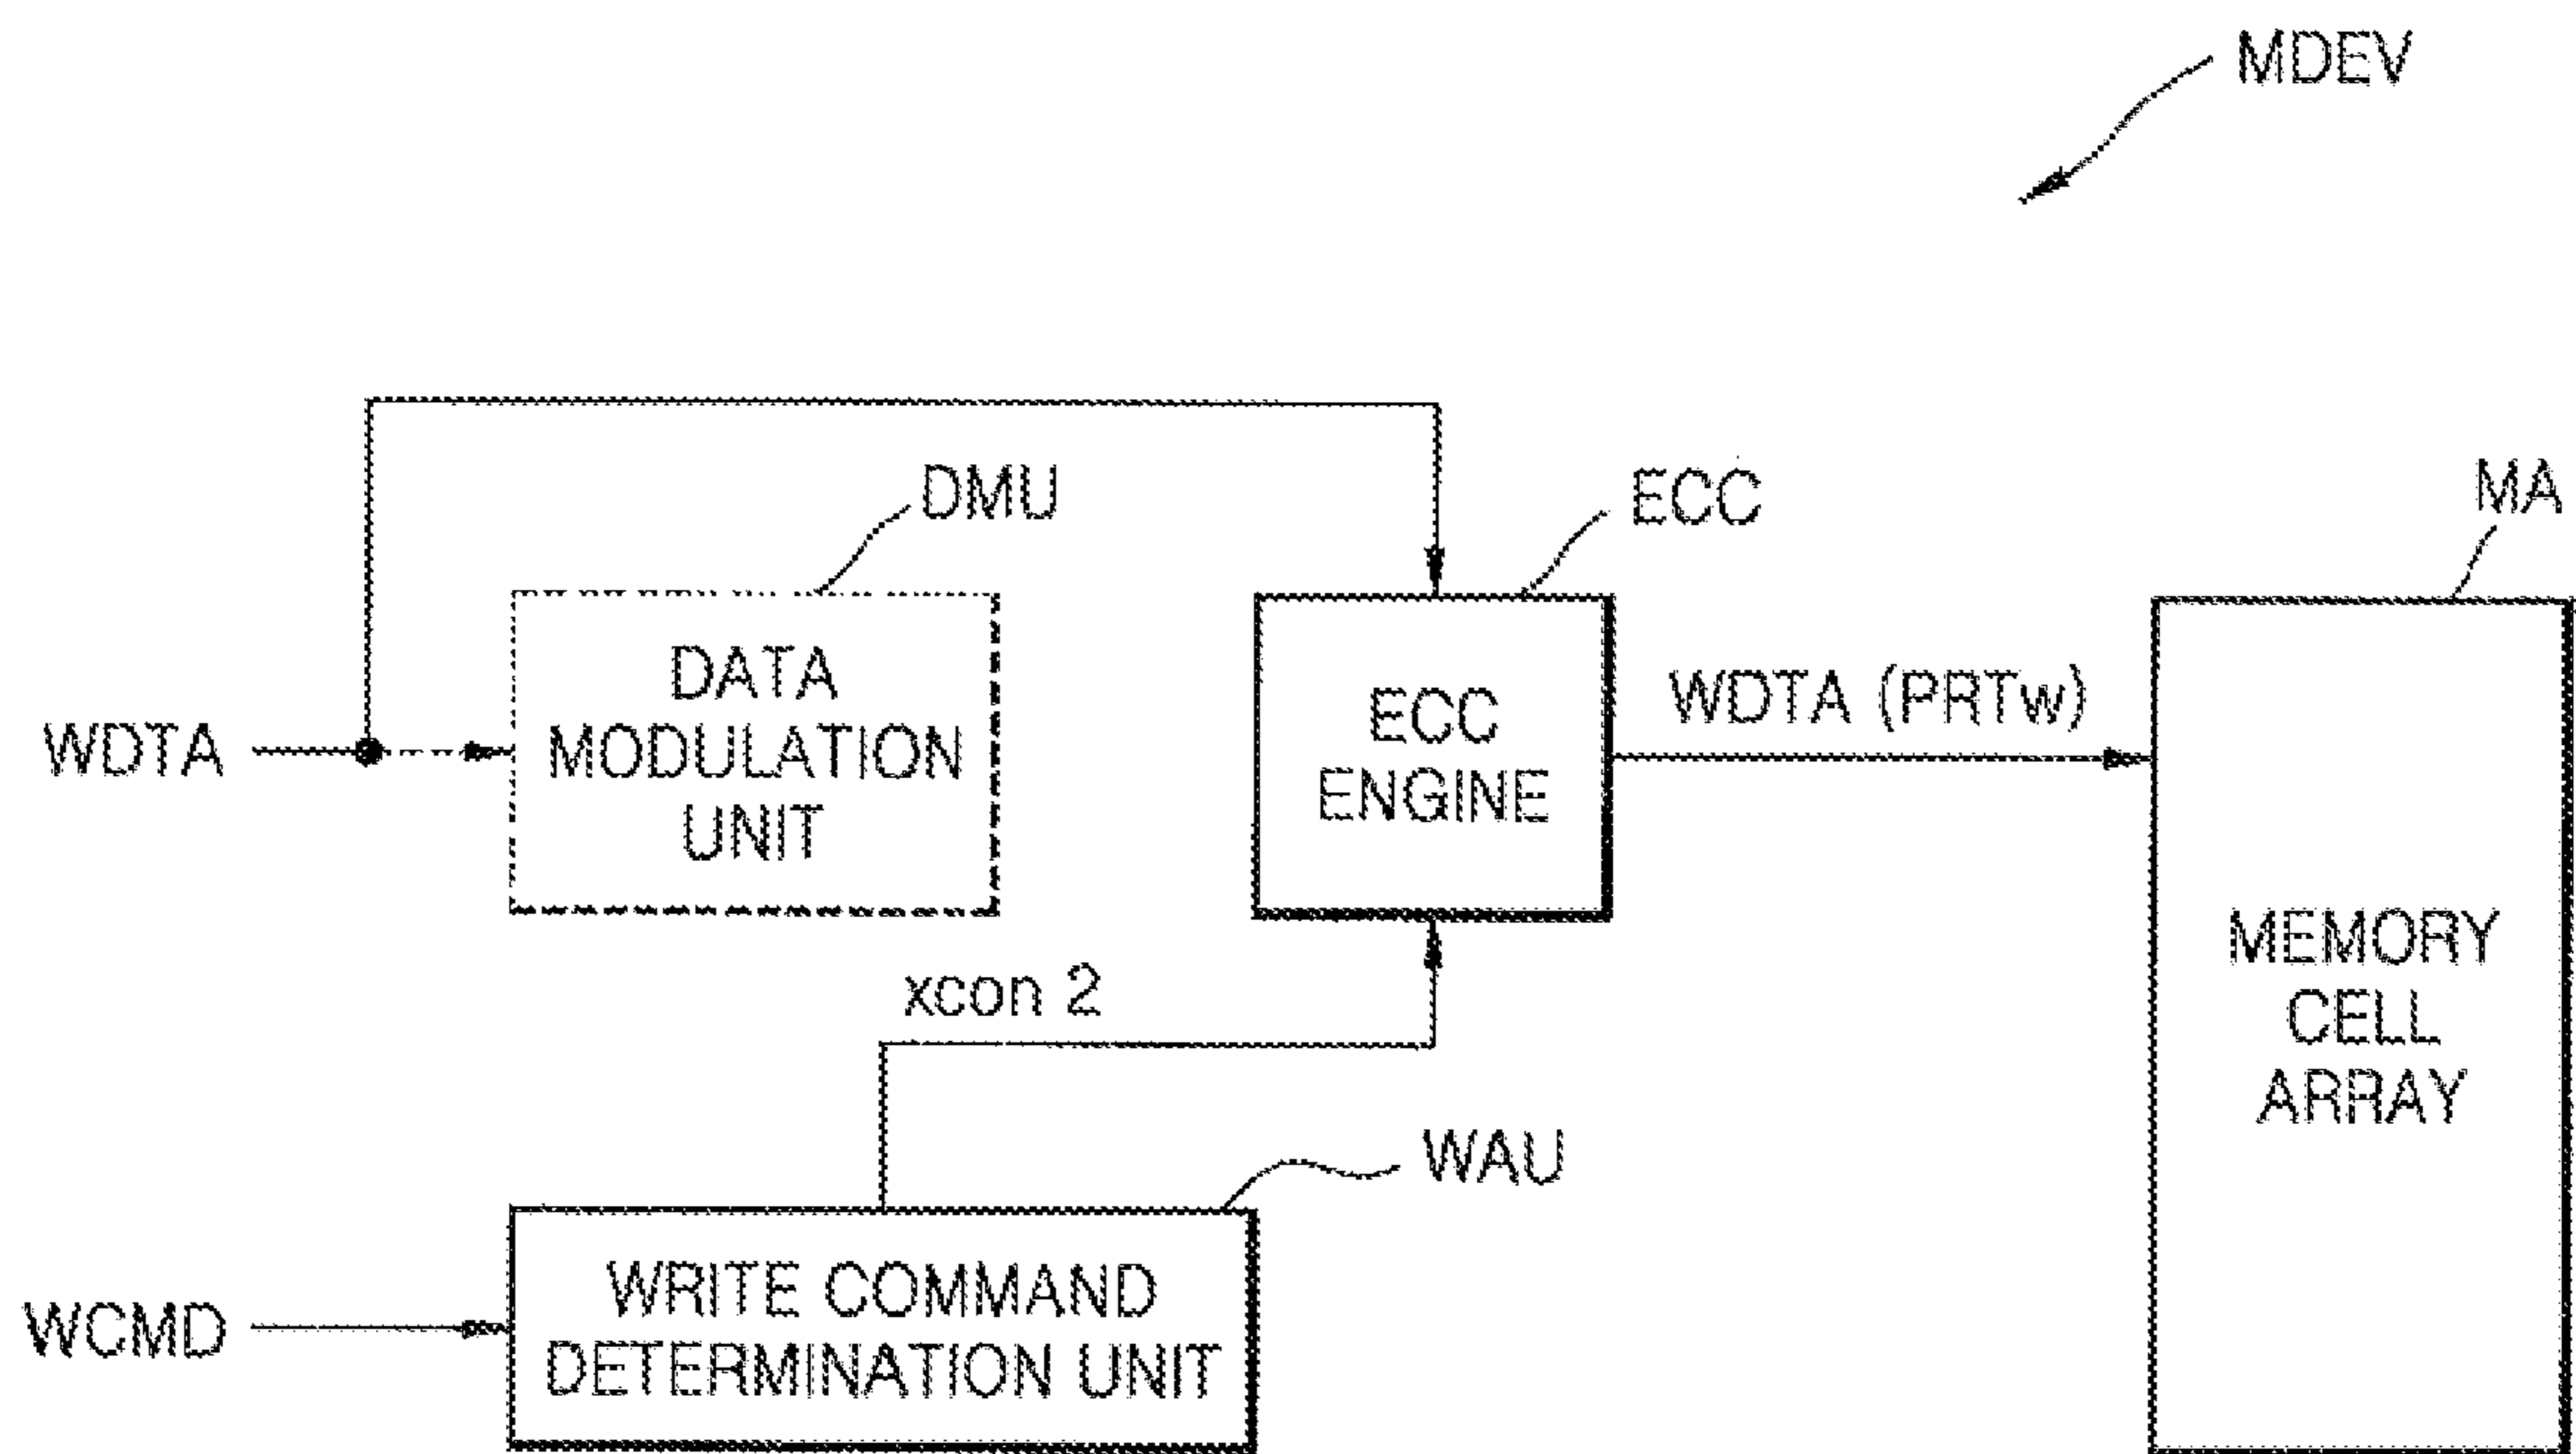 MDEV
DMU
ECC
MA
DATA
MODULATION
UNIT
ECC
ENGINE
WDTA
WDTA (PRTw)
MEMORY
CELL
ARRAY
xcon 2
WAU
WCMD
WRITE COMMAND
DETERMINATION UNIT